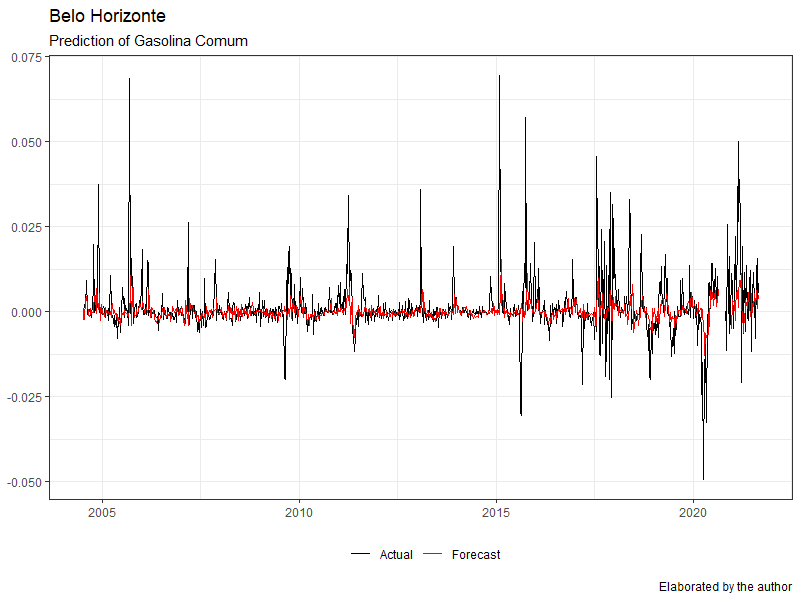 Belo Horizonte
Prediction of Gasolina Comum
0.075
0.050
0.025
0.000
-0.025
-0.050
2005 2010 2015 2020
Actual Forecast
Elaborated by the author